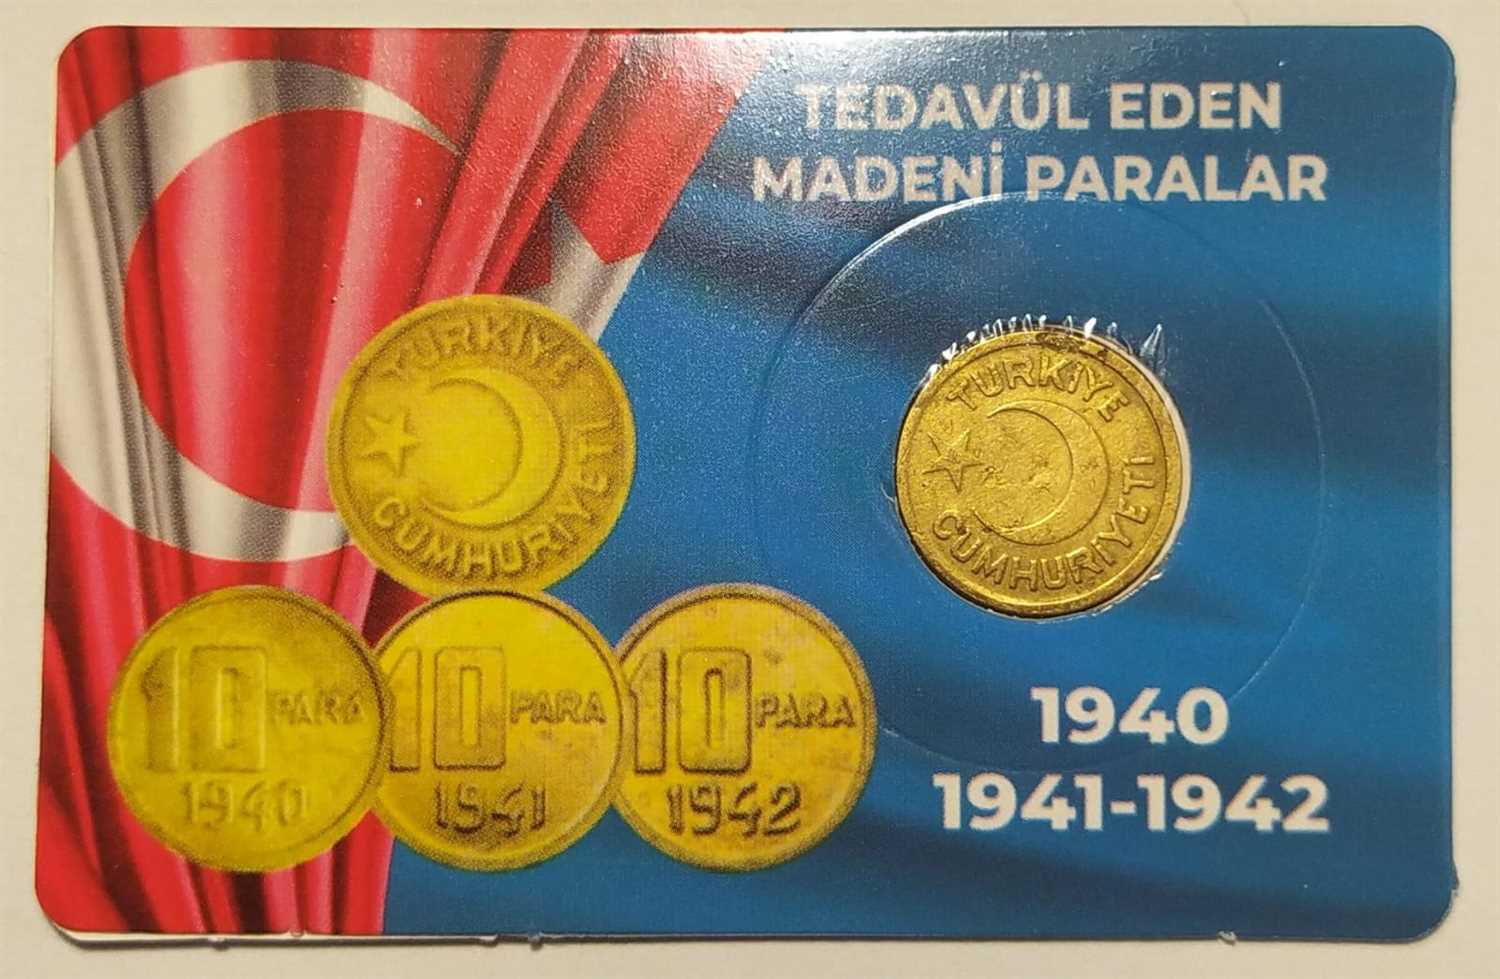 TEDAVÜL EDEN
MADENİ PARALAR
TÜRKİYE
CUMHURİYETİ
TÜRKİYE
CUMHURİYETİ
10 PARA
1940
10 PARA
1941
10 PARA
1942
1940
1941-1942